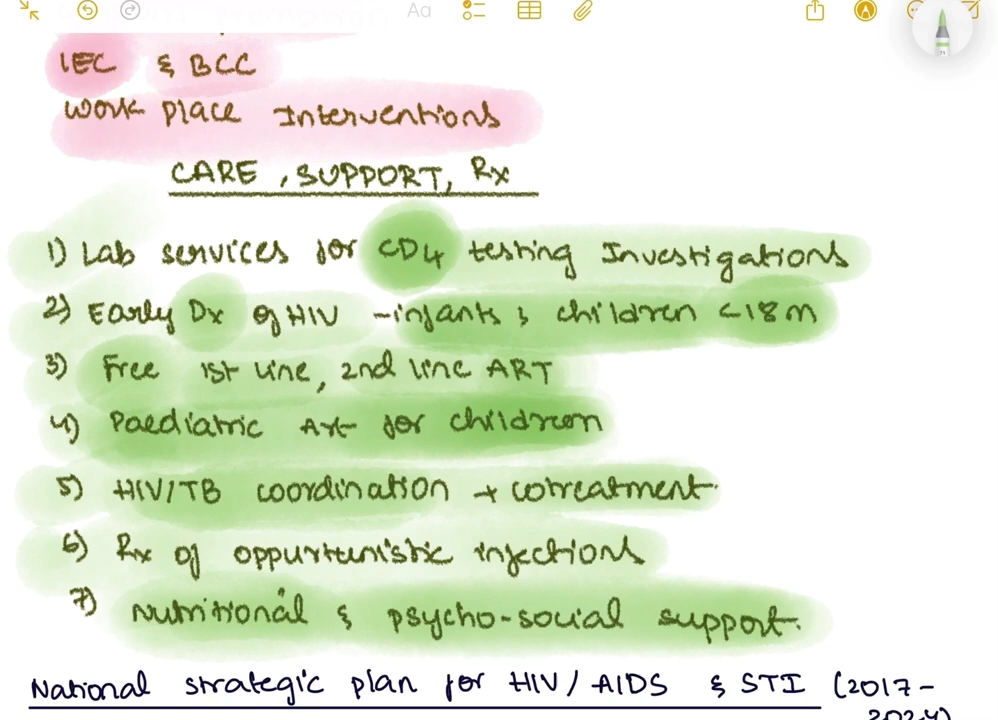 Aa
IEC & BCC
Work Place Interventions
CARE, SUPPORT, Rx
1) Lab services for CD4 testing Investigations
2) Early Dx of HIV - infants & children <18m
3) Free 1st line, 2nd line ART
4) Paediatric Art for children
5) HIV/TB coordination + cotreatment.
6) Rx of oppurtunistic infections
7) Nutritional & psycho-social support.
National strategic plan for HIV/AIDS & STI (2017-
2024)